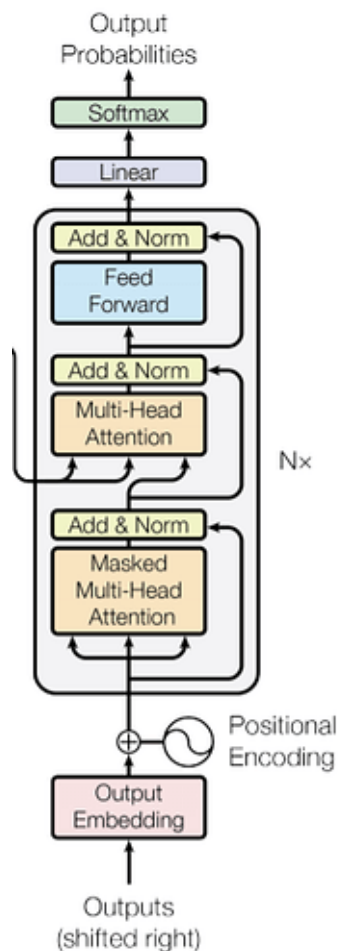 Output
Probabilities
Softmax
Linear
Add & Norm
Feed
Forward
Add & Norm
Multi-Head
Attention
N×
Add & Norm
Masked
Multi-Head
Attention
Positional
Encoding
Output
Embedding
Outputs
(shifted right)